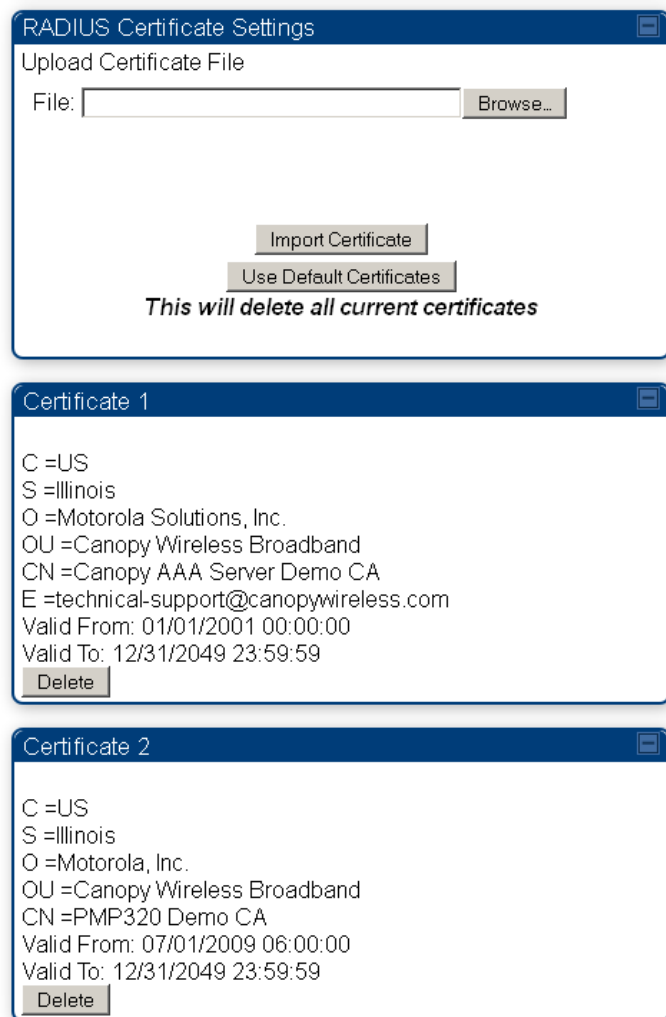 RADIUS Certificate Settings
Upload Certificate File
File: Browse...
Import Certificate
Use Default Certificates
This will delete all current certificates
Certificate 1
C =US
S =Illinois
O =Motorola Solutions, Inc.
OU =Canopy Wireless Broadband
CN =Canopy AAA Server Demo CA
E =technical-support@canopywireless.com
Valid From: 01/01/2001 00:00:00
Valid To: 12/31/2049 23:59:59
Delete
Certificate 2
C =US
S =Illinois
O =Motorola, Inc.
OU =Canopy Wireless Broadband
CN =PMP320 Demo CA
Valid From: 07/01/2009 06:00:00
Valid To: 12/31/2049 23:59:59
Delete